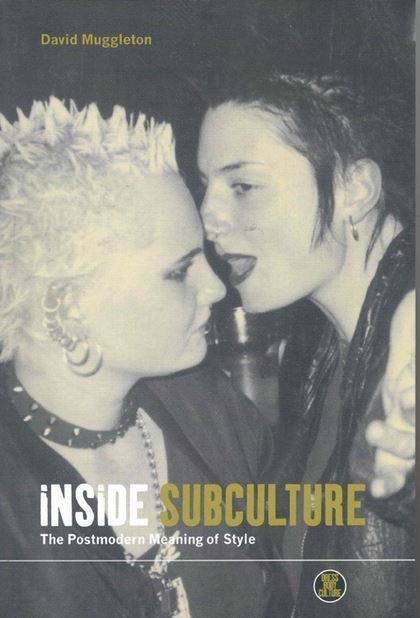 David Muggleton
iNSiDE SUBCULTURE
The Postmodern Meaning of Style
DRESS
BODY
CULTURE